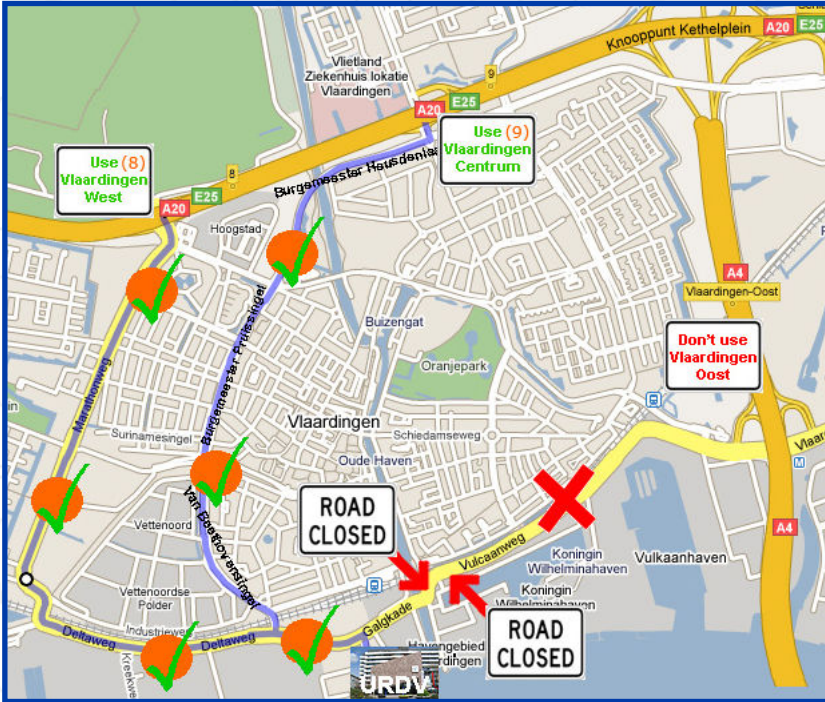 Knooppunt Kethelplein
A20 E25
Vlietland
Ziekenhuis lokatie
Vlaardingen
9
A20 E25
Use (9)
Vlaardingen
Centrum
Use (8)
Vlaardingen
West
8
A20 E25
Burgemeester
Hoogstad
A4
Vlaardingen-Oost
Don't use
Vlaardingen
Oost
Buizengat
Oranjepark
Burgemeester Pruissingel
Marathonweg
Vlaardingen
Surinamesingel
Schiedamseweg
Oude Haven
ROAD
CLOSED
Van Beethovensingel
Vettenoord
Vettenoordse
Polder
Vulcaanweg
Koningin
Wilhelminahaven
Vulkaanhaven
M
A4
Koningin
Wilhelminahaven
Galgkade
Deltaweg
Industrieweg
Deltaweg
ROAD
CLOSED
URDV